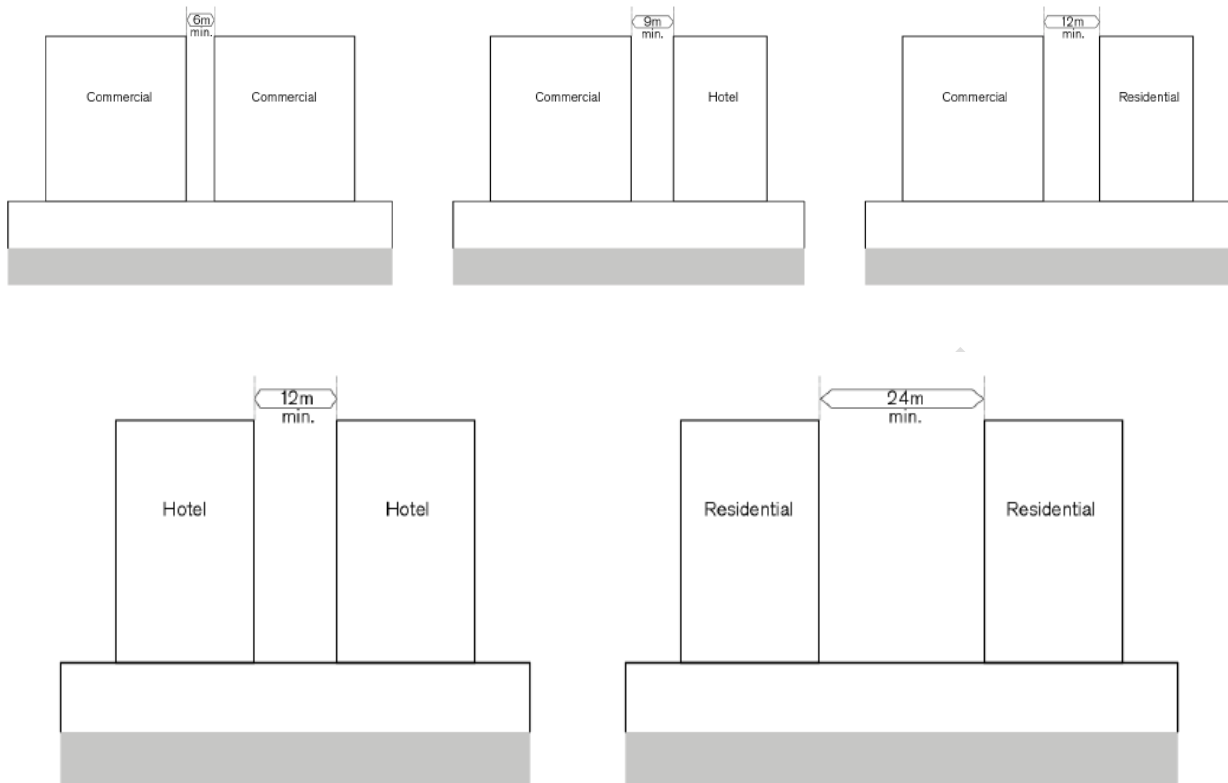 6m
min.
Commercial
Commercial
9m
min.
Commercial
Hotel
12m
min.
Commercial
Residential
12m
min.
Hotel
Hotel
24m
min.
Residential
Residential